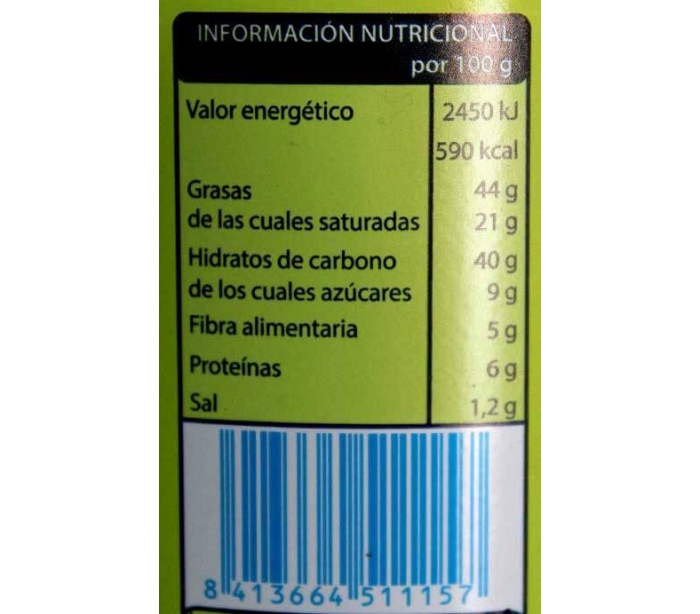 INFORMACIÓN NUTRICIONAL
por 100 g
Valor energético 2450 kJ
590 kcal
Grasas 44 g
de las cuales saturadas 21 g
Hidratos de carbono 40 g
de los cuales azúcares 9 g
Fibra alimentaria 5 g
Proteínas 6 g
Sal 1,2 g
8 413664 511157